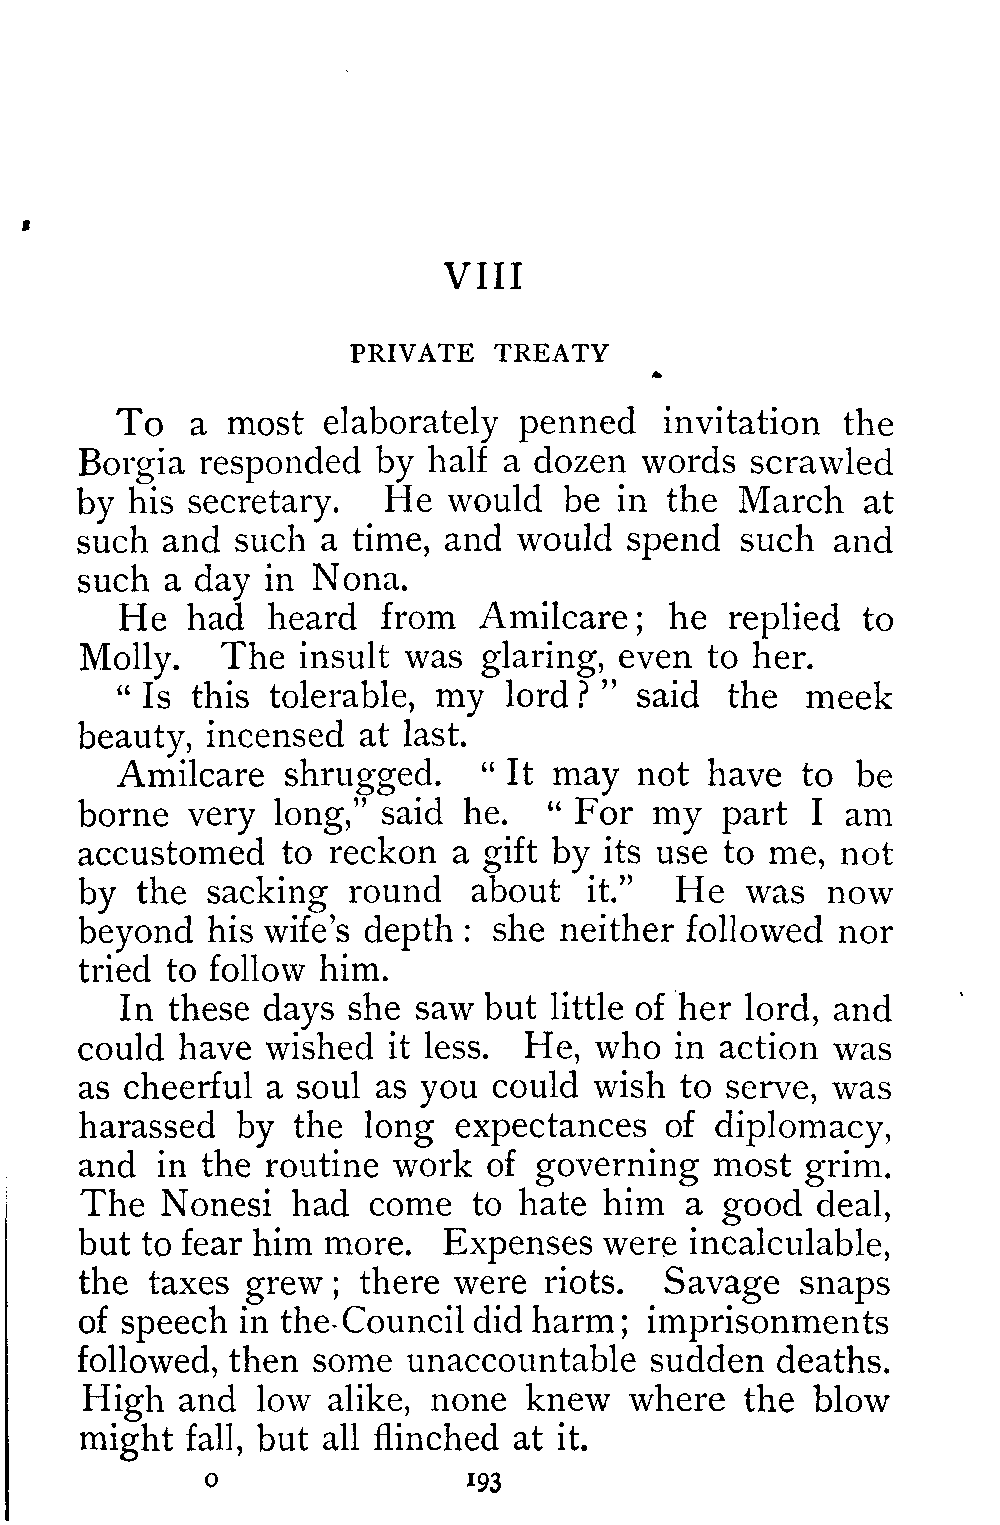 VIII
PRIVATE TREATY
To a most elaborately penned invitation the
Borgia responded by half a dozen words scrawled
by his secretary. He would be in the March at
such and such a time, and would spend such and
such a day in Nona.
He had heard from Amilcare; he replied to
Molly. The insult was glaring, even to her.
“Is this tolerable, my lord?” said the meek
beauty, incensed at last.
Amilcare shrugged. “It may not have to be
borne very long,” said he. “For my part I am
accustomed to reckon a gift by its use to me, not
by the sacking round about it.” He was now
beyond his wife’s depth: she neither followed nor
tried to follow him.
In these days she saw but little of her lord, and
could have wished it less. He, who in action was
as cheerful a soul as you could wish to serve, was
harassed by the long expectances of diplomacy,
and in the routine work of governing most grim.
The Nonesi had come to hate him a good deal,
but to fear him more. Expenses were incalculable,
the taxes grew; there were riots. Savage snaps
of speech in the Council did harm; imprisonments
followed, then some unaccountable sudden deaths.
High and low alike, none knew where the blow
might fall, but all flinched at it.
O 193